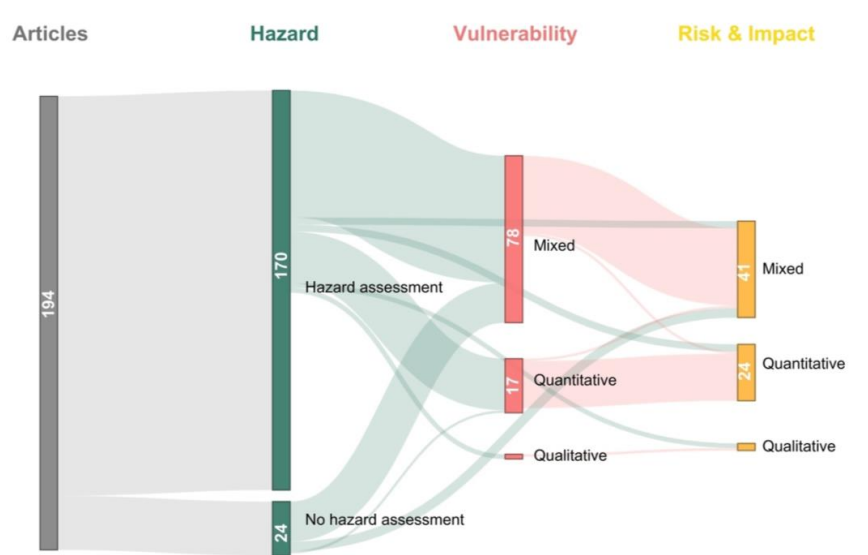 Articles
Hazard
Vulnerability
Risk & Impact
194
170
Hazard assessment
24
No hazard assessment
78
Mixed
17
Quantitative
Qualitative
41
Mixed
24
Quantitative
Qualitative